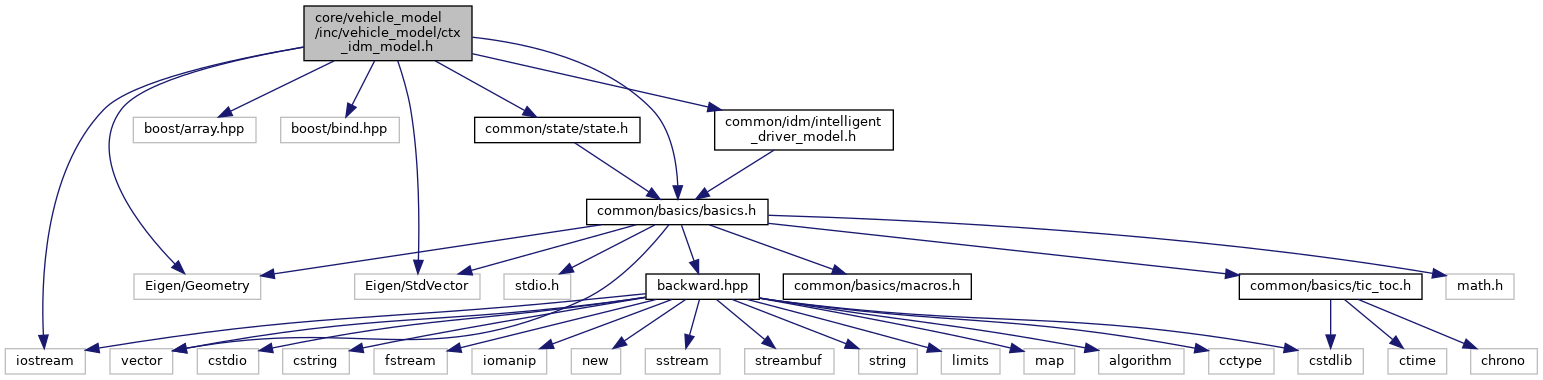 core/vehicle_model
/inc/vehicle_model/ctx
_idm_model.h
boost/array.hpp
boost/bind.hpp
common/state/state.h
common/idm/intelligent
_driver_model.h
common/basics/basics.h
Eigen/Geometry
Eigen/StdVector
stdio.h
backward.hpp
common/basics/macros.h
common/basics/tic_toc.h
math.h
iostream
vector
cstdio
cstring
fstream
iomanip
new
sstream
streambuf
string
limits
map
algorithm
cctype
cstdlib
ctime
chrono